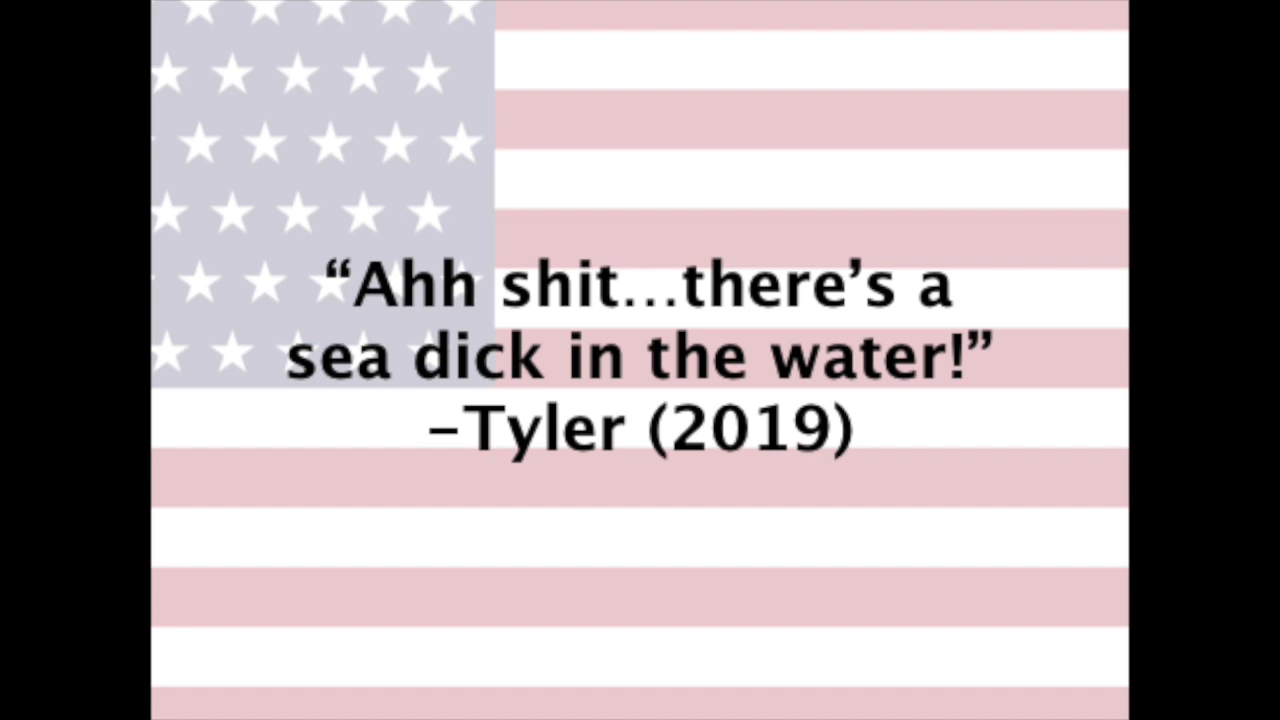 “Ahh shit...there’s a
sea dick in the water!”
-Tyler (2019)